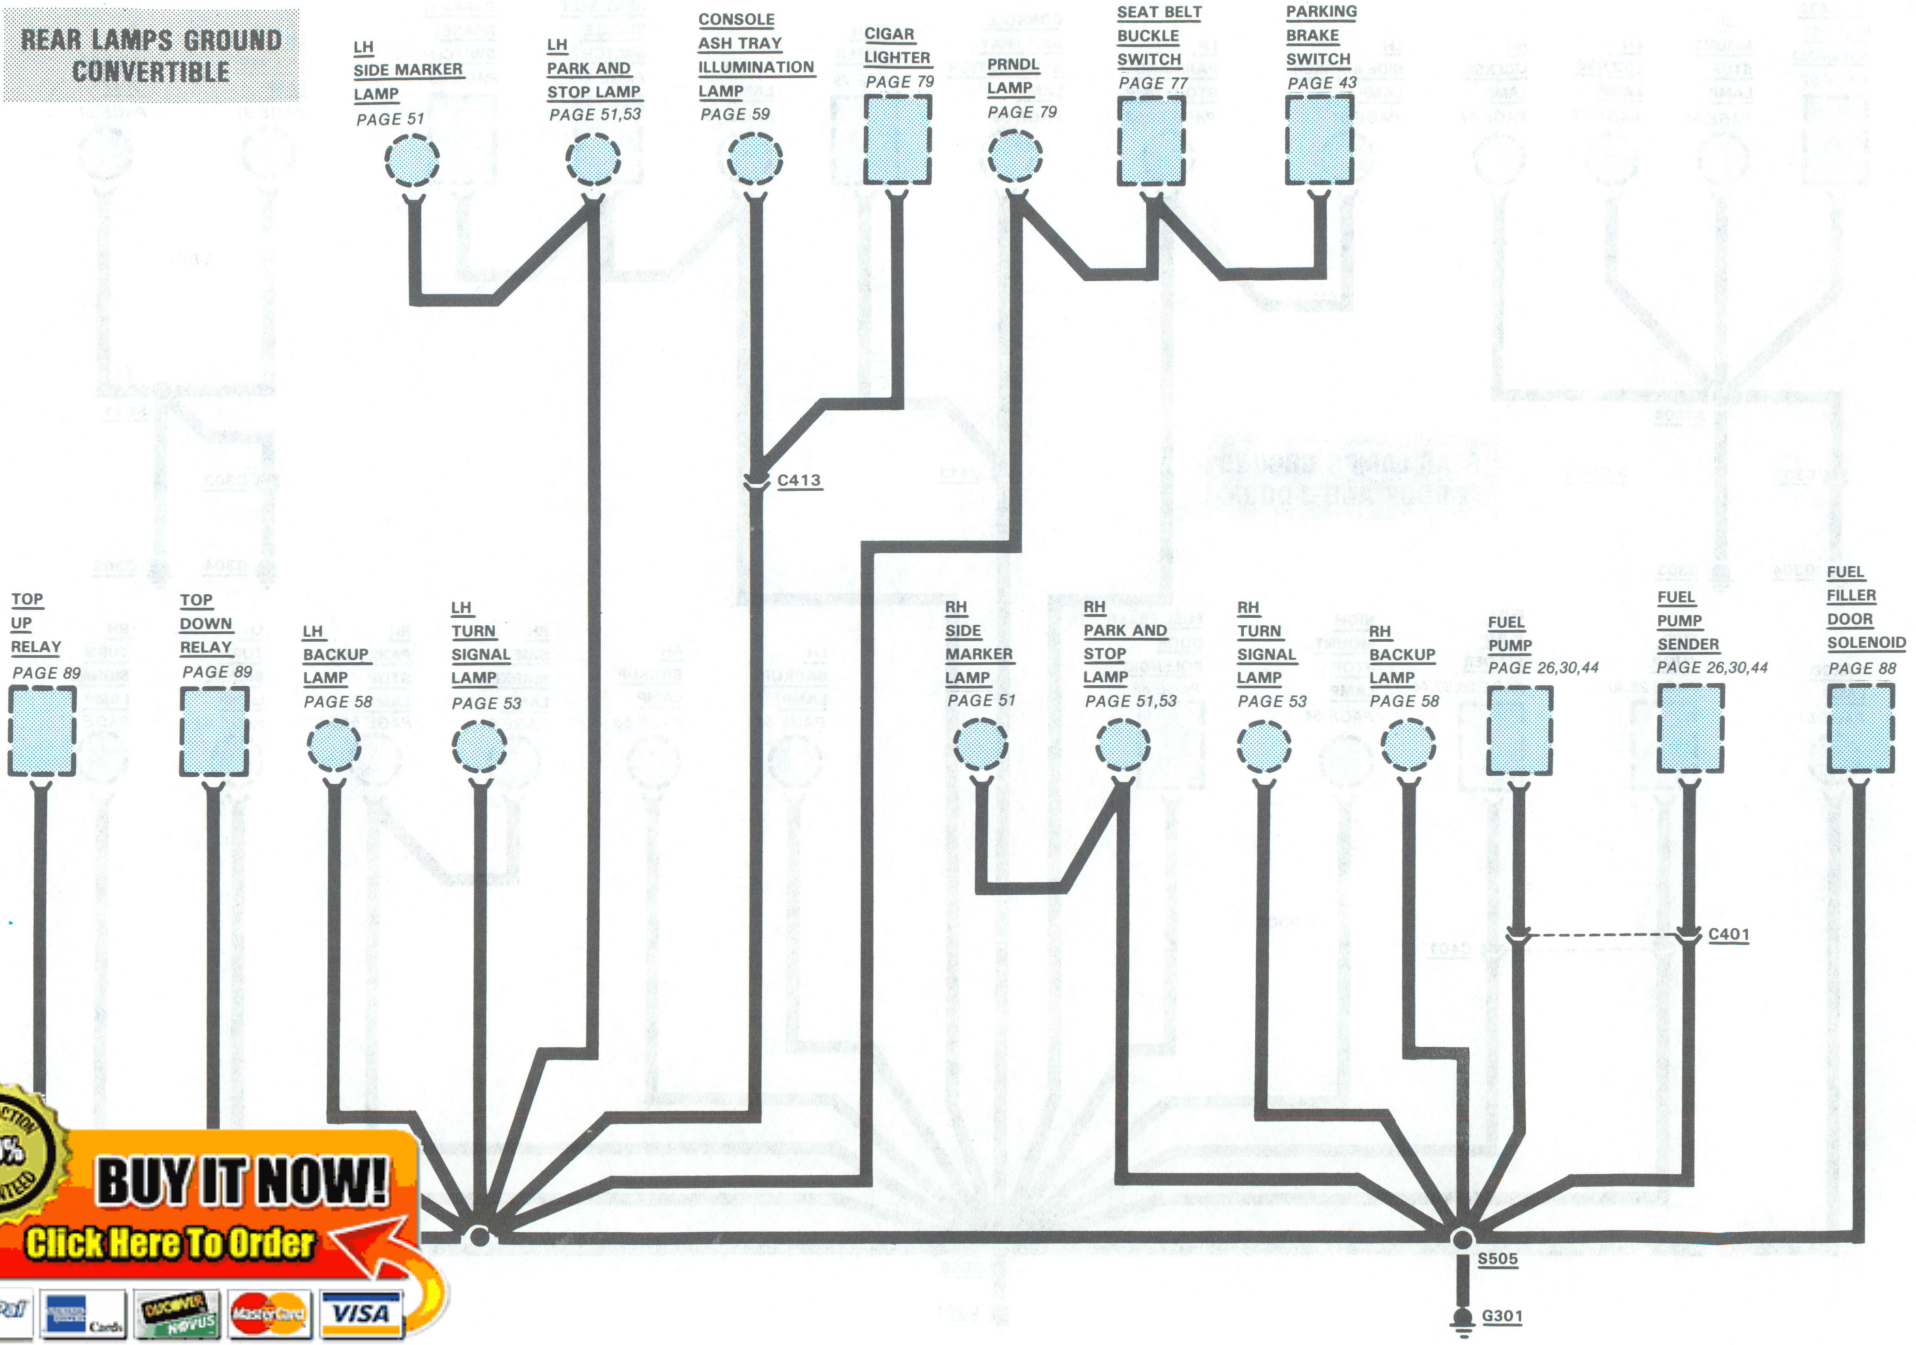 REAR LAMPS GROUND
CONVERTIBLE
LH
SIDE MARKER
LAMP
PAGE 51
LH
PARK AND
STOP LAMP
PAGE 51,53
CONSOLE
ASH TRAY
ILLUMINATION
LAMP
PAGE 59
CIGAR
LIGHTER
PAGE 79
PRNDL
LAMP
PAGE 79
SEAT BELT
BUCKLE
SWITCH
PAGE 77
PARKING
BRAKE
SWITCH
PAGE 43
C413
TOP
UP
RELAY
PAGE 89
TOP
DOWN
RELAY
PAGE 89
LH
BACKUP
LAMP
PAGE 58
LH
TURN
SIGNAL
LAMP
PAGE 53
RH
SIDE
MARKER
LAMP
PAGE 51
RH
PARK AND
STOP
LAMP
PAGE 51,53
RH
TURN
SIGNAL
LAMP
PAGE 53
RH
BACKUP
LAMP
PAGE 58
FUEL
PUMP
PAGE 26,30,44
FUEL
PUMP
SENDER
PAGE 26,30,44
FUEL
FILLER
DOOR
SOLENOID
PAGE 88
C401
S505
G301
BUY IT NOW!
Click Here To Order
Pal
Cards
DISCOVER
NOVUS
MasterCard
VISA